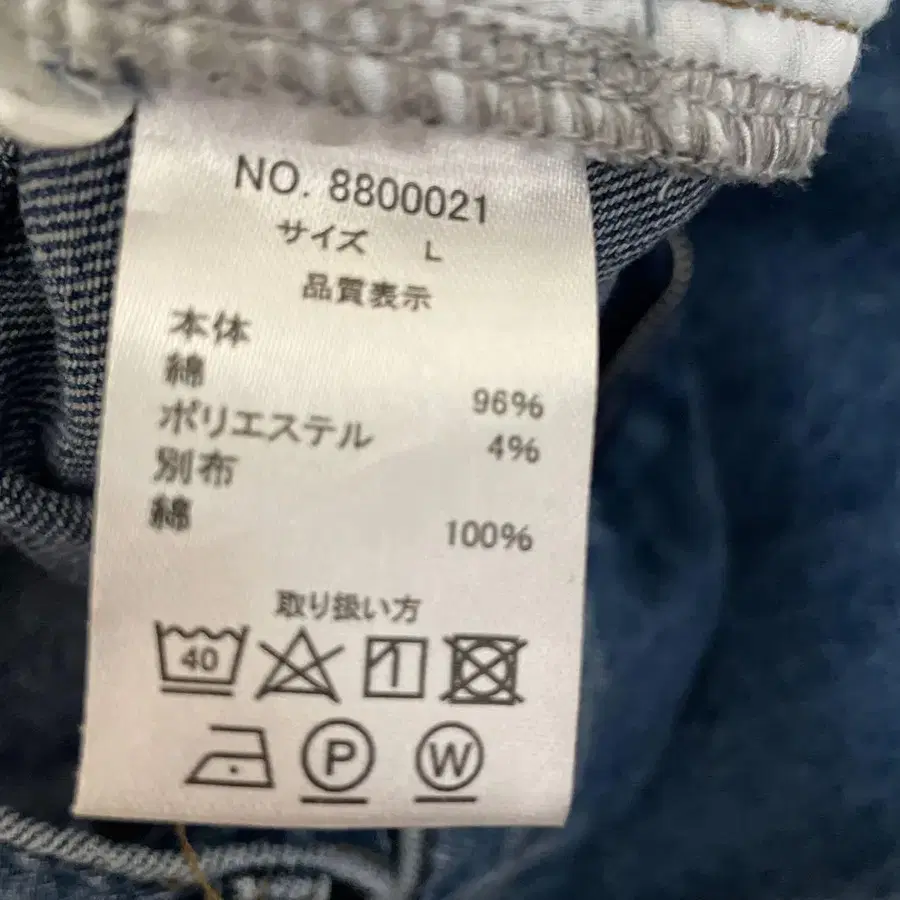 NO. 8800021
サイズ L
品質表示
本体
綿 96%
ポリエステル 4%
別布
綿 100%
取り扱い方
40
P W